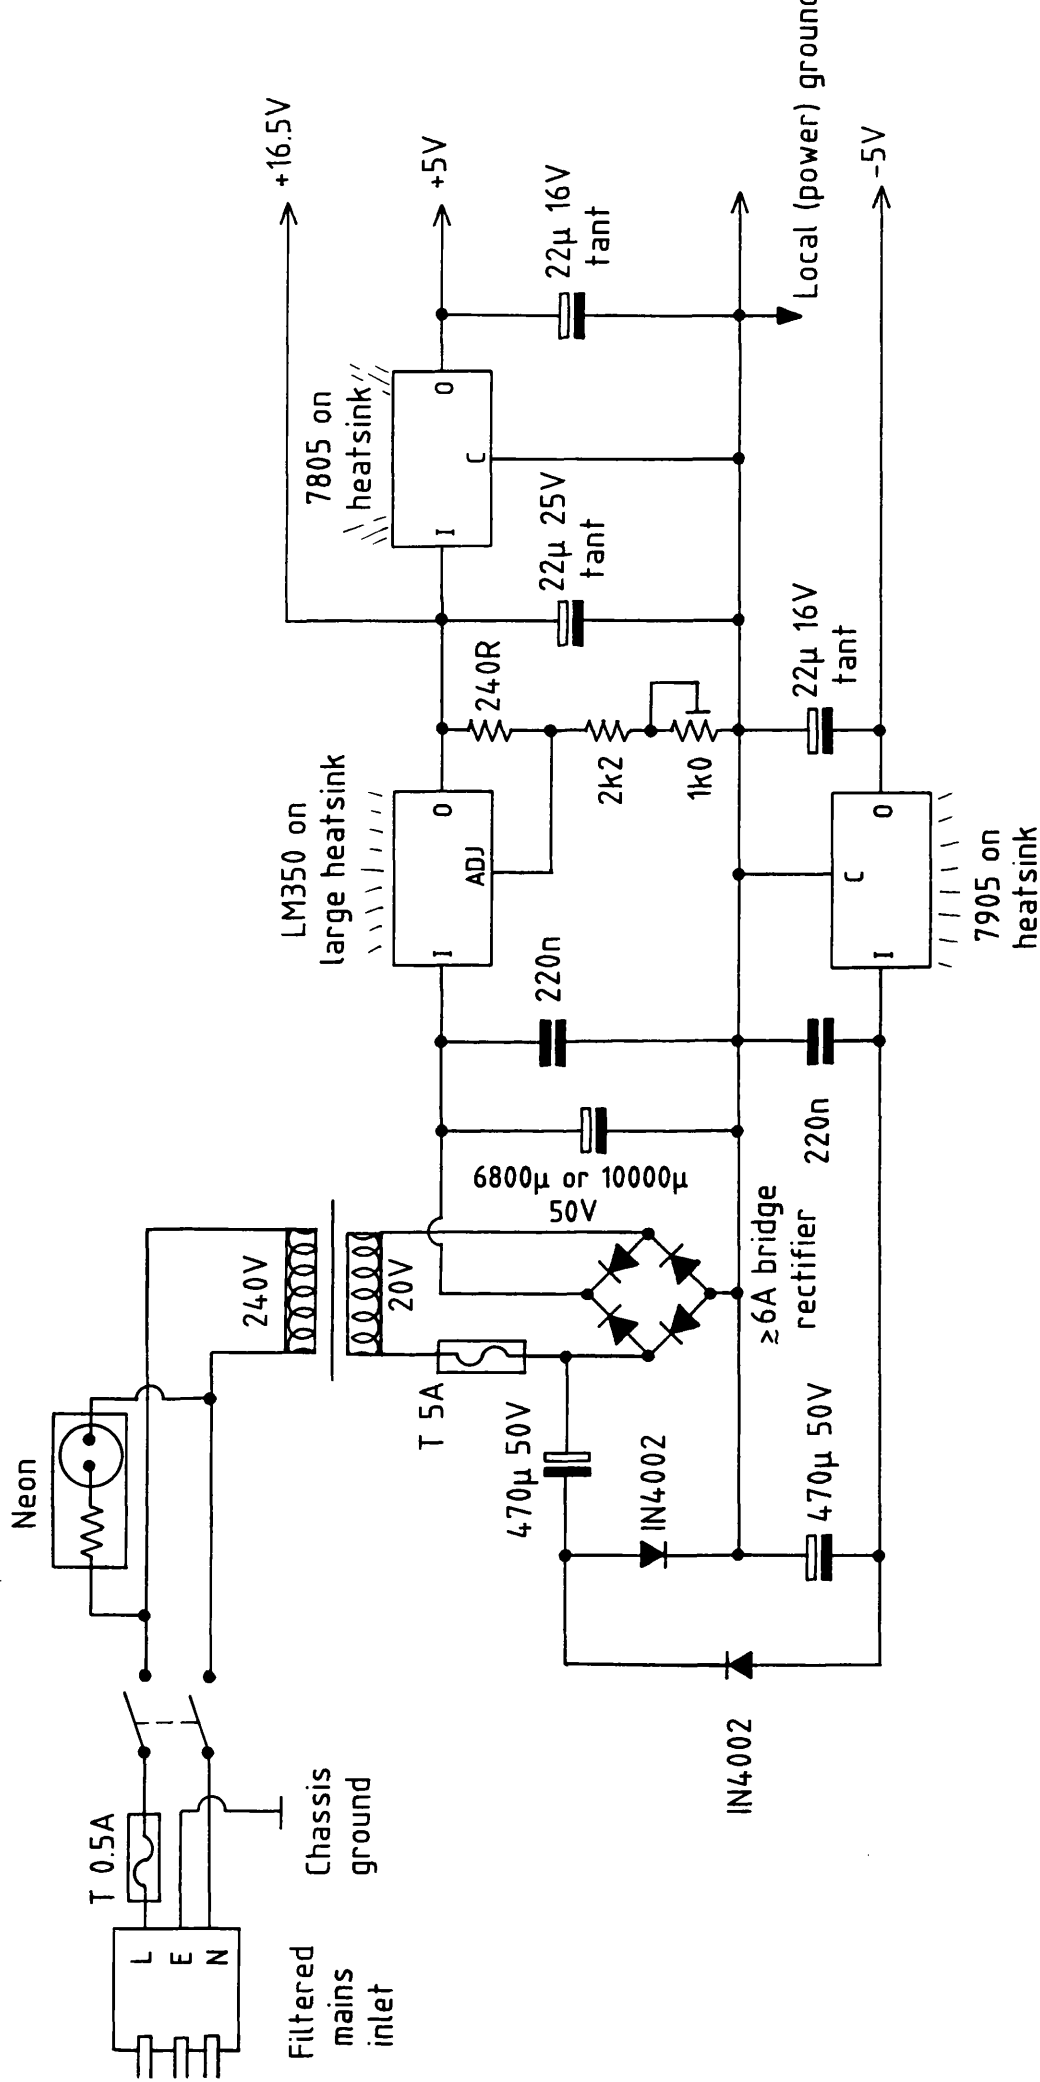 Filtered
mains
inlet
L
E
N
T 0.5A
Chassis
ground
Neon
240V
20V
T 5A
470µ 50V
IN4002
IN4002
470µ 50V
≥6A bridge
rectifier
6800µ or 10000µ
50V
220n
220n
LM350 on
large heatsink
I
ADJ
O
240R
2k2
1k0
22µ 25V
tant
7805 on
heatsink
I
C
O
22µ 16V
tant
7905 on
heatsink
I
C
O
22µ 16V
tant
+16.5V
+5V
Local (power) ground
-5V